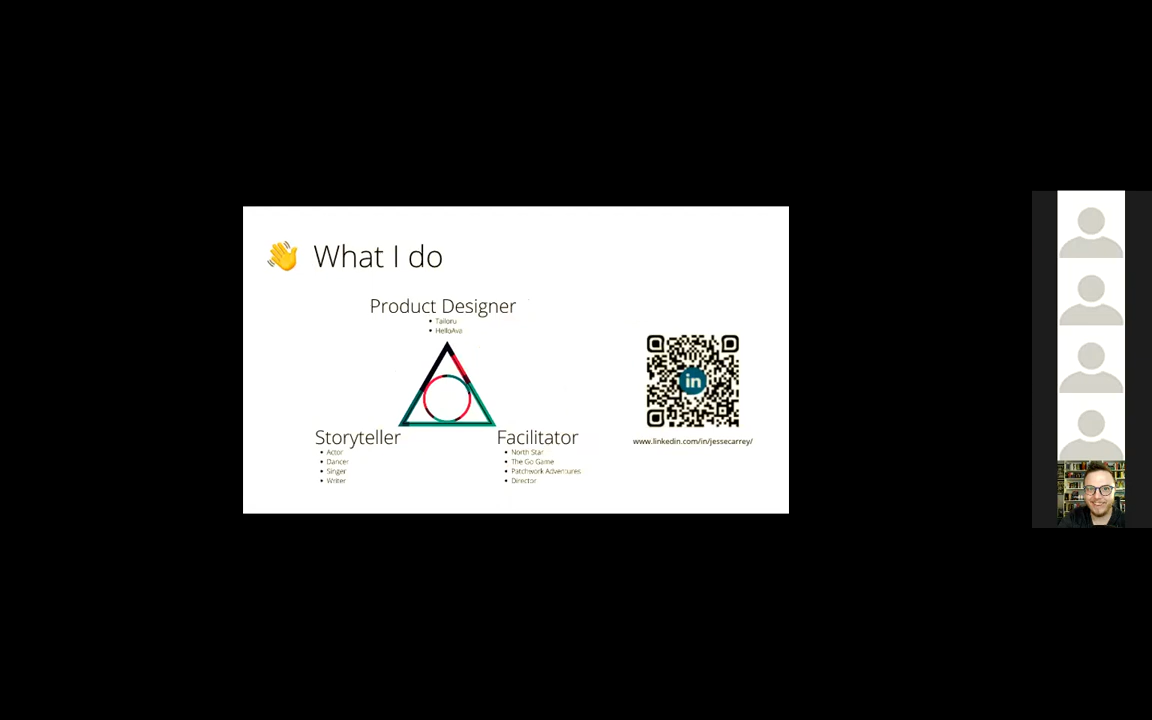 What I do
Product Designer
Tailoru
HelloAva
in
www.linkedin.com/in/jessecarrey/
Storyteller
Actor
Dancer
Singer
Writer
Facilitator
North Star
The Go Game
Patchwork Adventures
Director